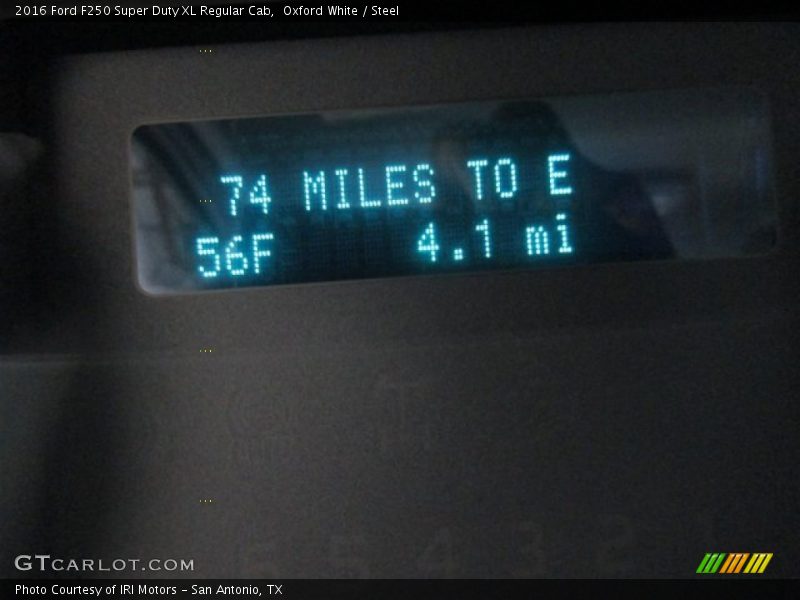 2016 Ford F250 Super Duty XL Regular Cab,  Oxford White / Steel
74 MILES TO E
56F 4.1 mi
GTCARLOT.COM
Photo Courtesy of IRI Motors - San Antonio, TX